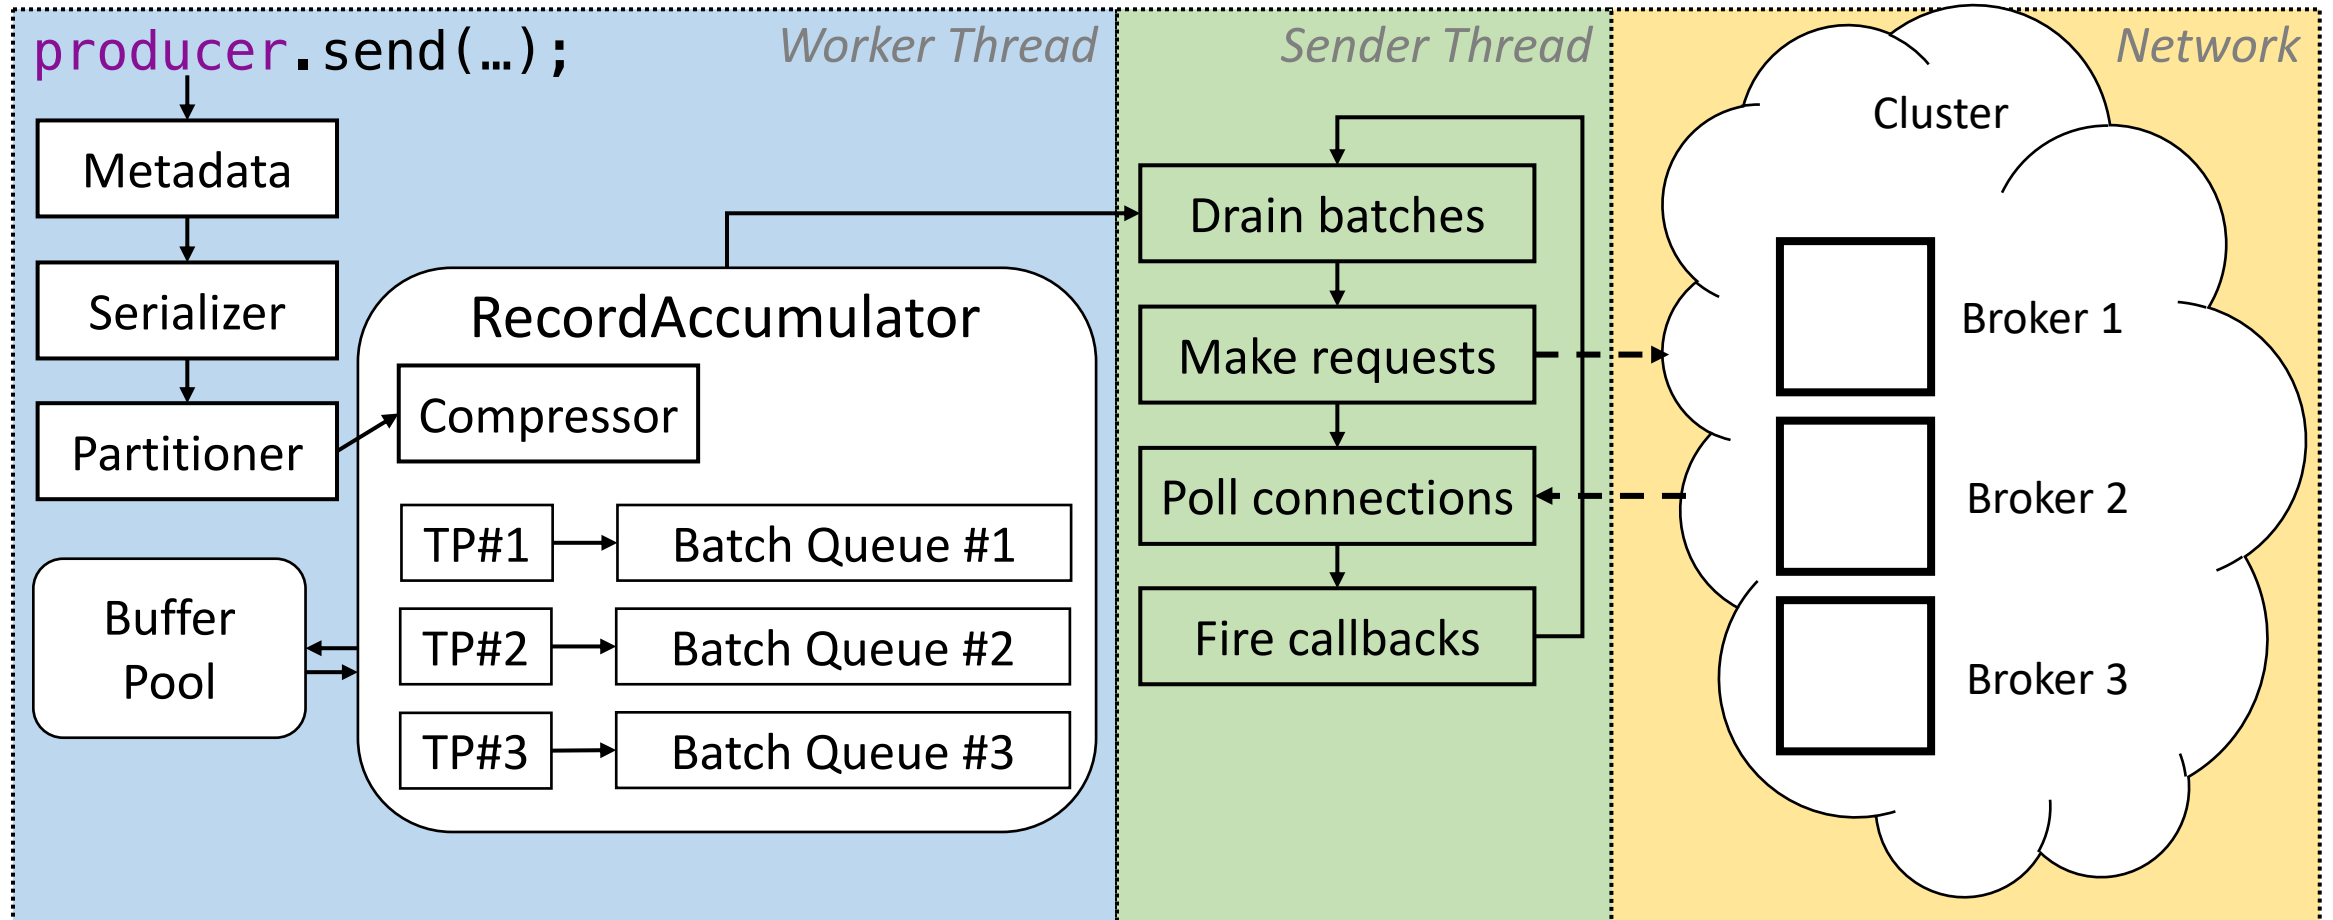 producer.send(…);
Worker Thread
Metadata
Serializer
Partitioner
RecordAccumulator
Compressor
TP#1
Batch Queue #1
TP#2
Batch Queue #2
TP#3
Batch Queue #3
Buffer
Pool
Sender Thread
Drain batches
Make requests
Poll connections
Fire callbacks
Network
Cluster
Broker 1
Broker 2
Broker 3